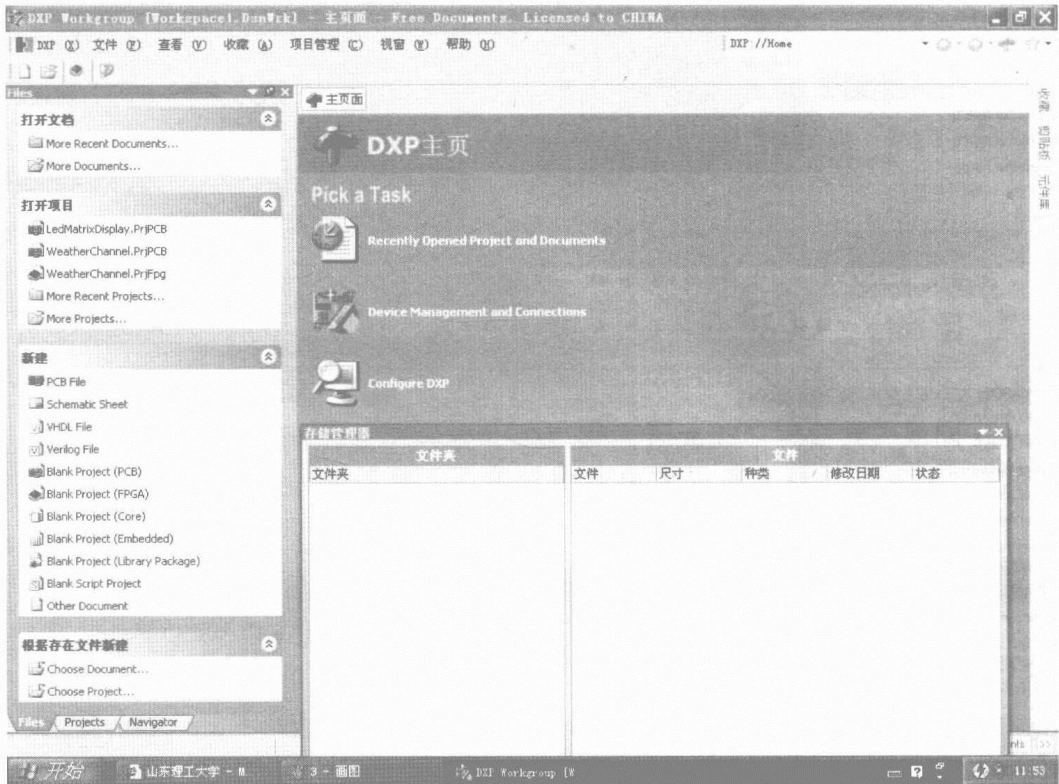 DXP Workgroup [Workspace1.DsnWrk] - 主页面 - Free Documents. Licensed to CHINA
DXP (X) 文件 (F) 查看 (V) 收藏 (A) 项目管理 (C) 视窗 (W) 帮助 (H) DXP://Home
Files
主页面
打开文档
More Recent Documents...
More Documents...
打开项目
LedMatrixDisplay.PrjPCB
WeatherChannel.PrjPCB
WeatherChannel.PrjFpg
More Recent Projects...
More Projects...
新建
PCB File
Schematic Sheet
VHDL File
Verilog File
Blank Project (PCB)
Blank Project (FPGA)
Blank Project (Core)
Blank Project (Embedded)
Blank Project (Library Package)
Blank Script Project
Other Document
根据存在文件新建
Choose Document...
Choose Project...
Files Projects Navigator
DXP主页
Pick a Task
Recently Opened Project and Documents
Device Management and Connections
Configure DXP
存储管理器
文件夹 文件
文件夹 文件 尺寸 种类 修改日期 状态
收藏 剪贴板 元件库
开始 山东理工大学 - M 3 - 画图 DXP Workgroup [W 11:53